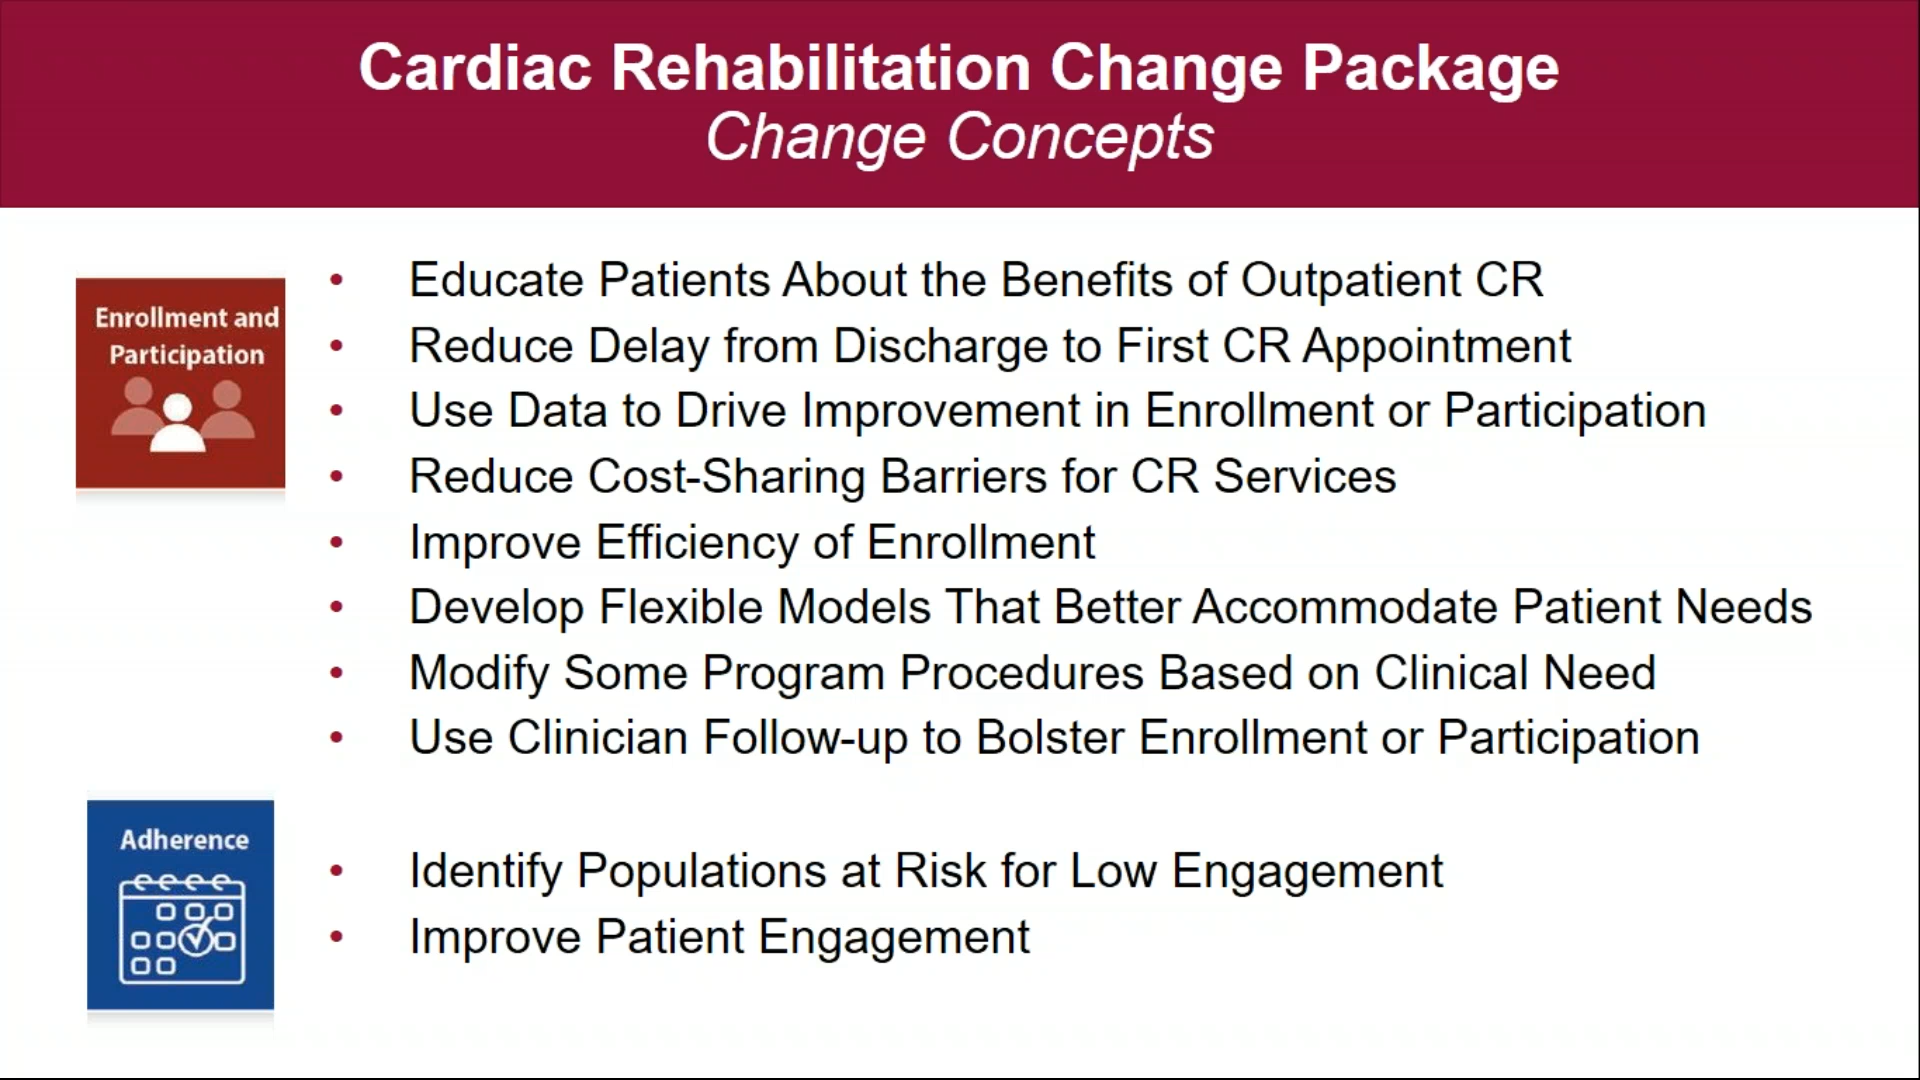 Cardiac Rehabilitation Change Package
Change Concepts
Enrollment and
Participation
• Educate Patients About the Benefits of Outpatient CR
• Reduce Delay from Discharge to First CR Appointment
• Use Data to Drive Improvement in Enrollment or Participation
• Reduce Cost-Sharing Barriers for CR Services
• Improve Efficiency of Enrollment
• Develop Flexible Models That Better Accommodate Patient Needs
• Modify Some Program Procedures Based on Clinical Need
• Use Clinician Follow-up to Bolster Enrollment or Participation
Adherence
• Identify Populations at Risk for Low Engagement
• Improve Patient Engagement